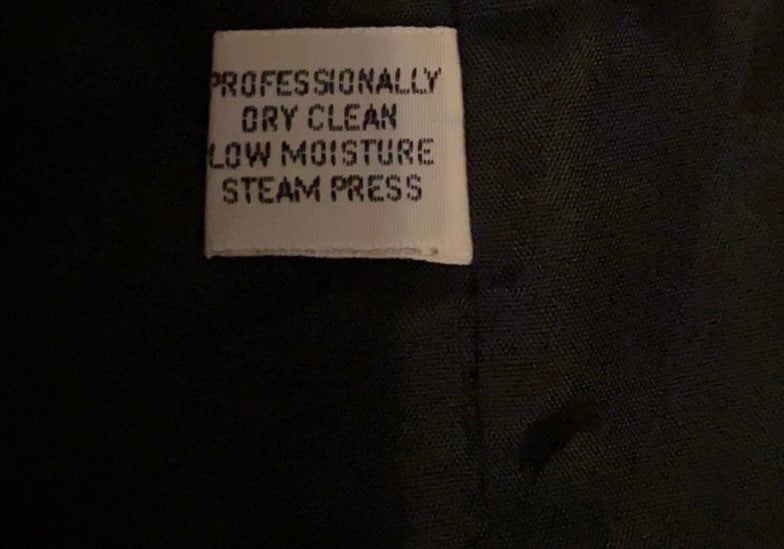 PROFESSIONALLY
DRY CLEAN
LOW MOISTURE
STEAM PRESS